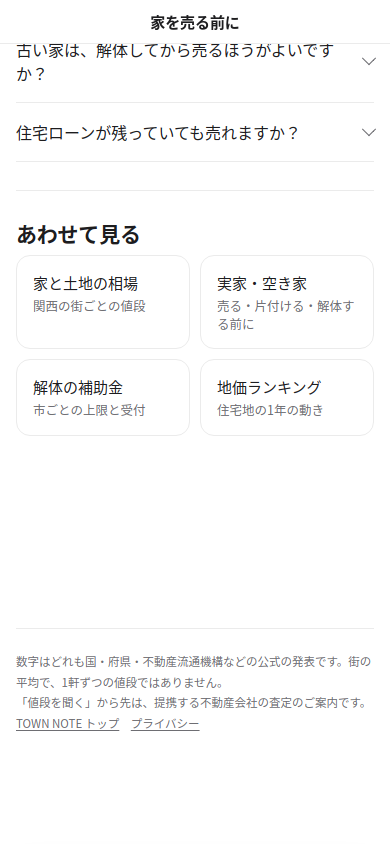 家を売る前に
古い家は、解体してから売るほうがよいです
か？
住宅ローンが残っていても売れますか？
あわせて見る
家と土地の相場
関西の街ごとの値段
実家・空き家
売る・片付ける・解体す
る前に
解体の補助金
市ごとの上限と受付
地価ランキング
住宅地の1年の動き
数字はどれも国・府県・不動産流通機構などの公式の発表です。街の
平均で、1軒ずつの値段ではありません。
「値段を聞く」から先は、提携する不動産会社の査定のご案内です。
TOWN NOTE トップ プライバシー